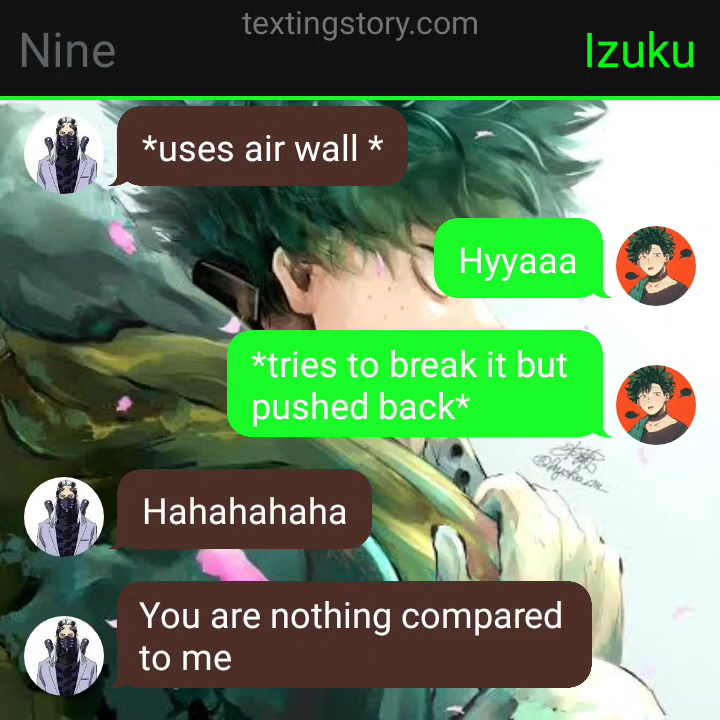 textingstory.com
Nine
Izuku
*uses air wall *
Hyyaaa
*tries to break it but
pushed back*
Hahahahaha
You are nothing compared
to me
Izuku